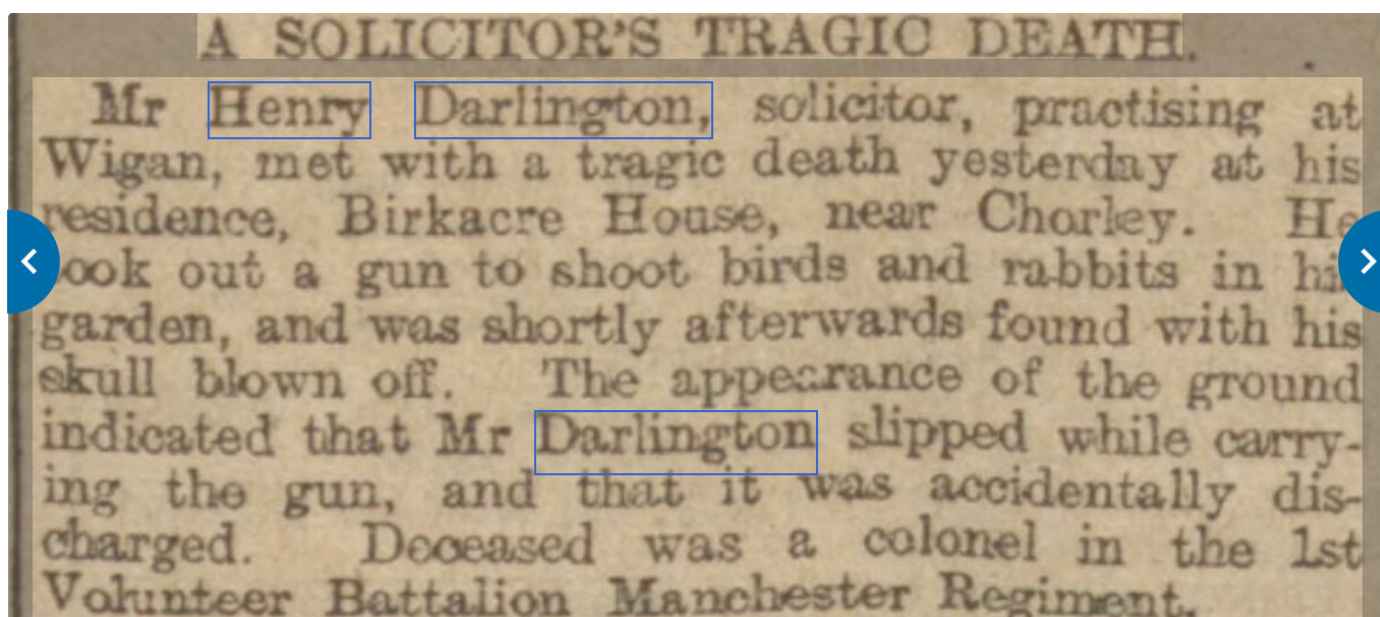 A SOLICITOR'S TRAGIC DEATH.
Mr Henry Darlington, solicitor, practising at
Wigan, met with a tragic death yesterday at his
residence, Birkacre House, near Chorley. He
took out a gun to shoot birds and rabbits in his
garden, and was shortly afterwards found with his
skull blown off. The appearance of the ground
indicated that Mr Darlington slipped while carry-
ing the gun, and that it was accidentally dis-
charged. Deceased was a colonel in the 1st
Volunteer Battalion Manchester Regiment.